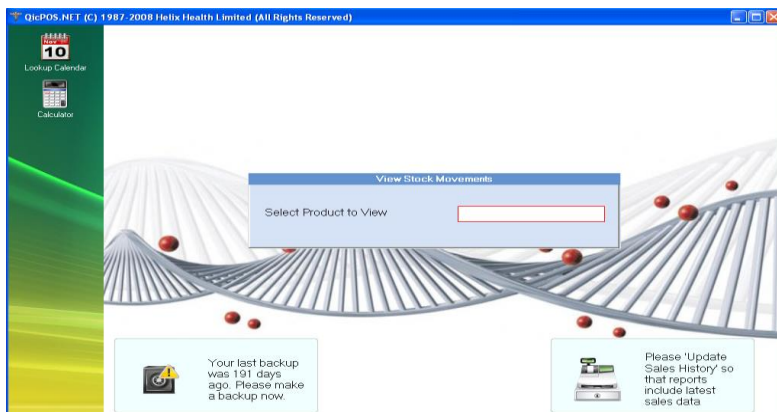 QicPOS.NET (C) 1987-2008 Helix Health Limited (All Rights Reserved)
Nov
10
Lookup Calendar
Calculator
View Stock Movements
Select Product to View
Your last backup
was 191 days
ago. Please make
a backup now.
Please 'Update
Sales History' so
that reports
include latest
sales data